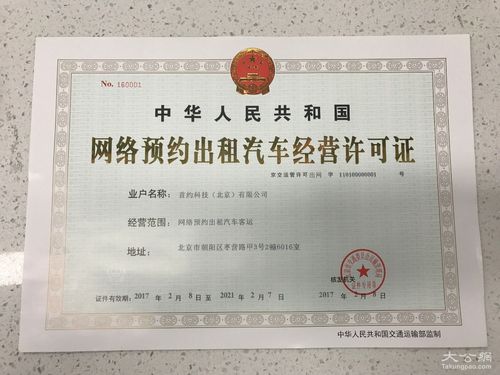 No. 160001
中华人民共和国
网络预约出租汽车经营许可证
京交运管许可 出网 字 110100000001 号
业户名称: 首约科技(北京)有限公司
经营范围: 网络预约出租汽车客运
地址: 北京市朝阳区枣营路甲3号2幢6016室
核发机关
证件有效期: 2017 年 2 月 8 日至 2021 年 2 月 7 日
2017 年 2 月 8 日
中华人民共和国交通运输部监制
大公網
Takungpao.com